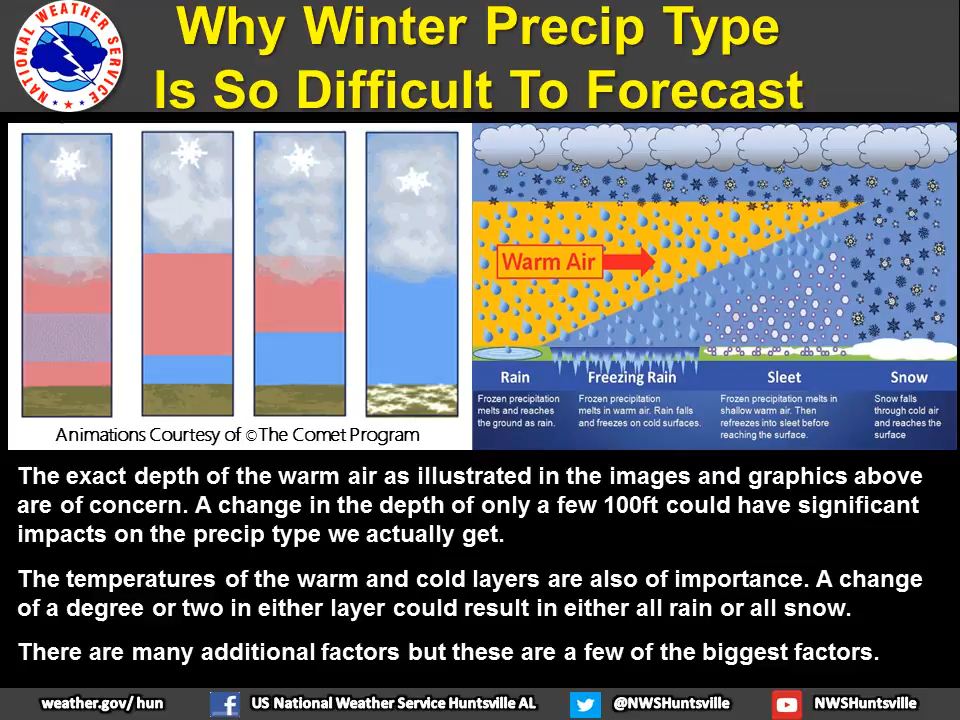 Why Winter Precip Type
Is So Difficult To Forecast
NATIONAL WEATHER SERVICE
Warm Air
Rain
Frozen precipitation
melts and reaches
the ground as rain.
Freezing Rain
Frozen precipitation
melts in warm air. Rain falls
and freezes on cold surfaces.
Sleet
Frozen precipitation melts in
shallow warm air. Then
refreezes into sleet before
reaching the surface.
Snow
Snow falls
through cold air
and reaches the
surface
Animations Courtesy of ©The Comet Program
The exact depth of the warm air as illustrated in the images and graphics above
are of concern. A change in the depth of only a few 100ft could have significant
impacts on the precip type we actually get.
The temperatures of the warm and cold layers are also of importance. A change
of a degree or two in either layer could result in either all rain or all snow.
There are many additional factors but these are a few of the biggest factors.
weather.gov/ hun
US National Weather Service Huntsville AL
@NWSHuntsville
NWSHuntsville